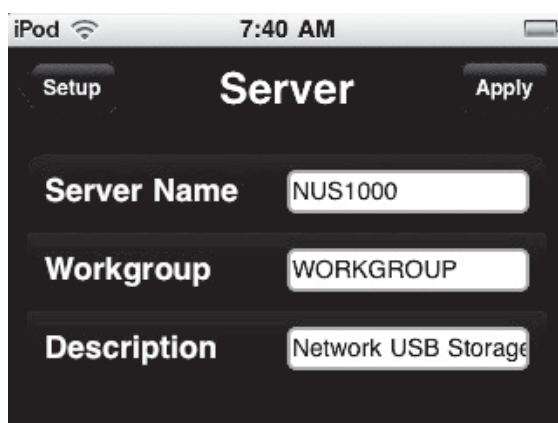 iPod 7:40 AM
Setup Server Apply
Server Name NUS1000
Workgroup WORKGROUP
Description Network USB Storage